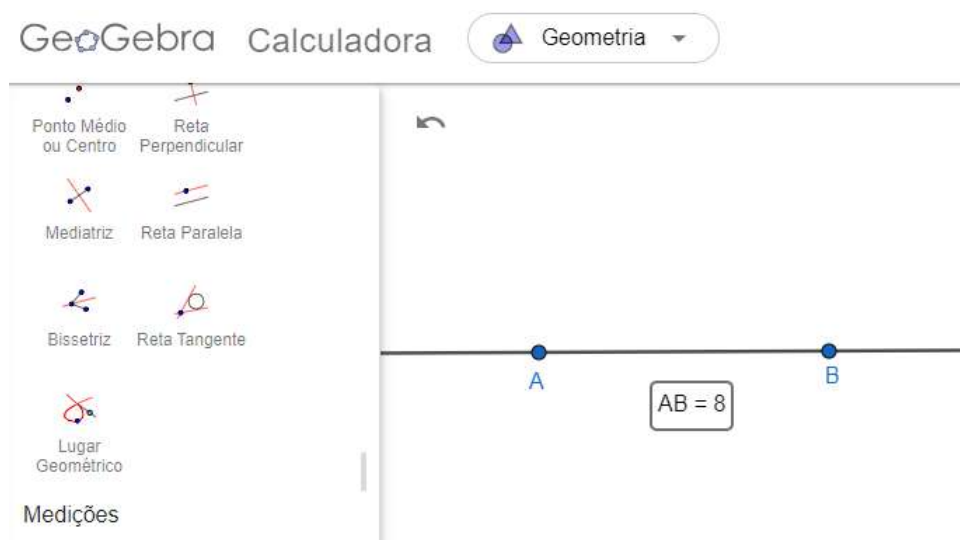 GeoGebra Calculadora Geometria
Ponto Médio
ou Centro
Reta
Perpendicular
Mediatriz
Reta Paralela
Bissetriz
Reta Tangente
Lugar
Geométrico
Medições
A
B
AB = 8